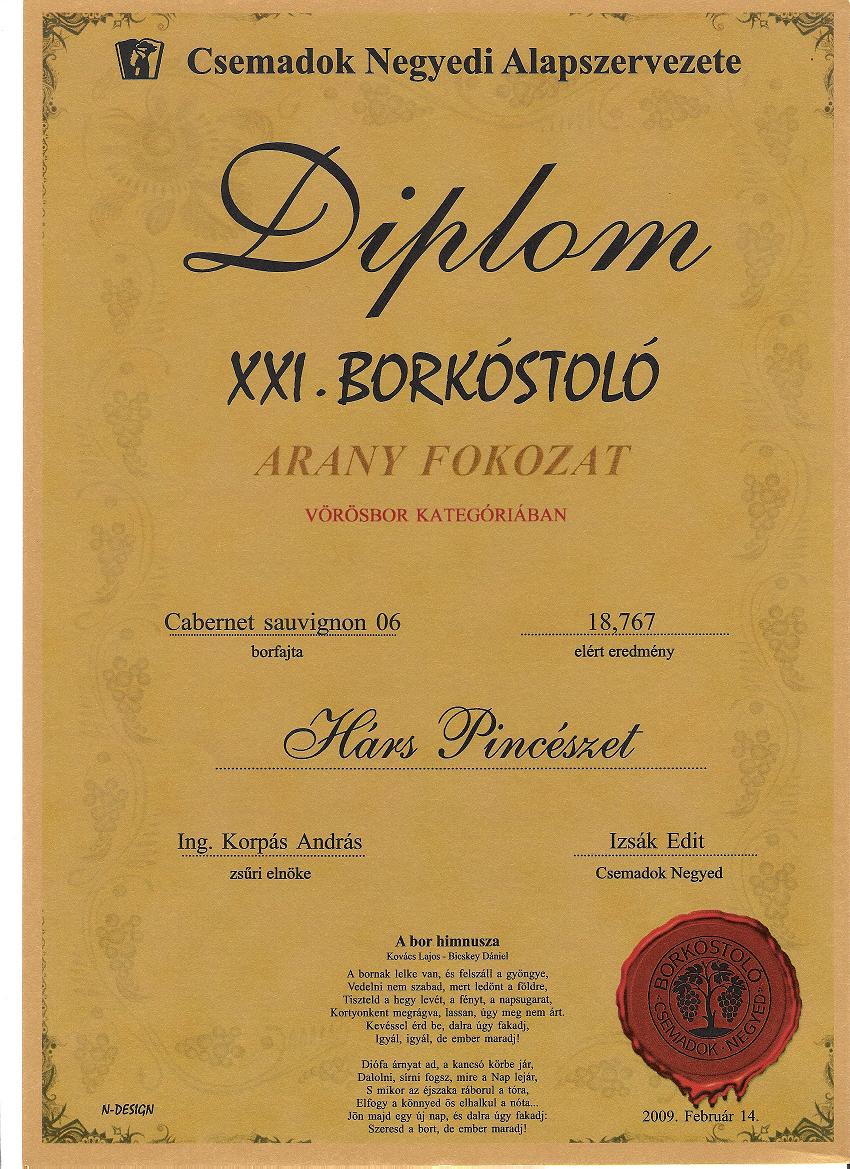 Csemadok Negyedi Alapszervezete
Diplom
XXI. BORKÓSTOLÓ
ARANY FOKOZAT
VÖRÖSBOR KATEGÓRIÁBAN
Cabernet sauvignon 06
borfajta
18,767
elért eredmény
Hárs Pincészet
Ing. Korpás András
zsűri elnöke
Izsák Edit
Csemadok Negyed
A bor himnusza
Kovács Lajos - Bicskey Dániel
A bornak lelke van, és felszáll a gyöngye,
Vedelni nem szabad, mert ledönt a földre,
Tiszteld a hegy levét, a fényt, a napsugarat,
Kortyonkent megrágva, lassan, úgy meg nem árt.
Kevéssel érd be, dalra úgy fakadj,
Igyál, igyál, de ember maradj!
Diófa árnyat ad, a kancsó körbe jár,
Dalolni, sírni fogsz, mire a Nap lejár,
S mikor az éjszaka ráborul a tóra,
Elfogy a könnyed ős elhalkul a nóta...
Jön majd egy új nap, és dalra úgy fakadj:
Szeresd a bort, de ember maradj!
BORKÓSTOLÓ
CSEMADOK · NEGYED
N-DESIGN
2009. Február 14.